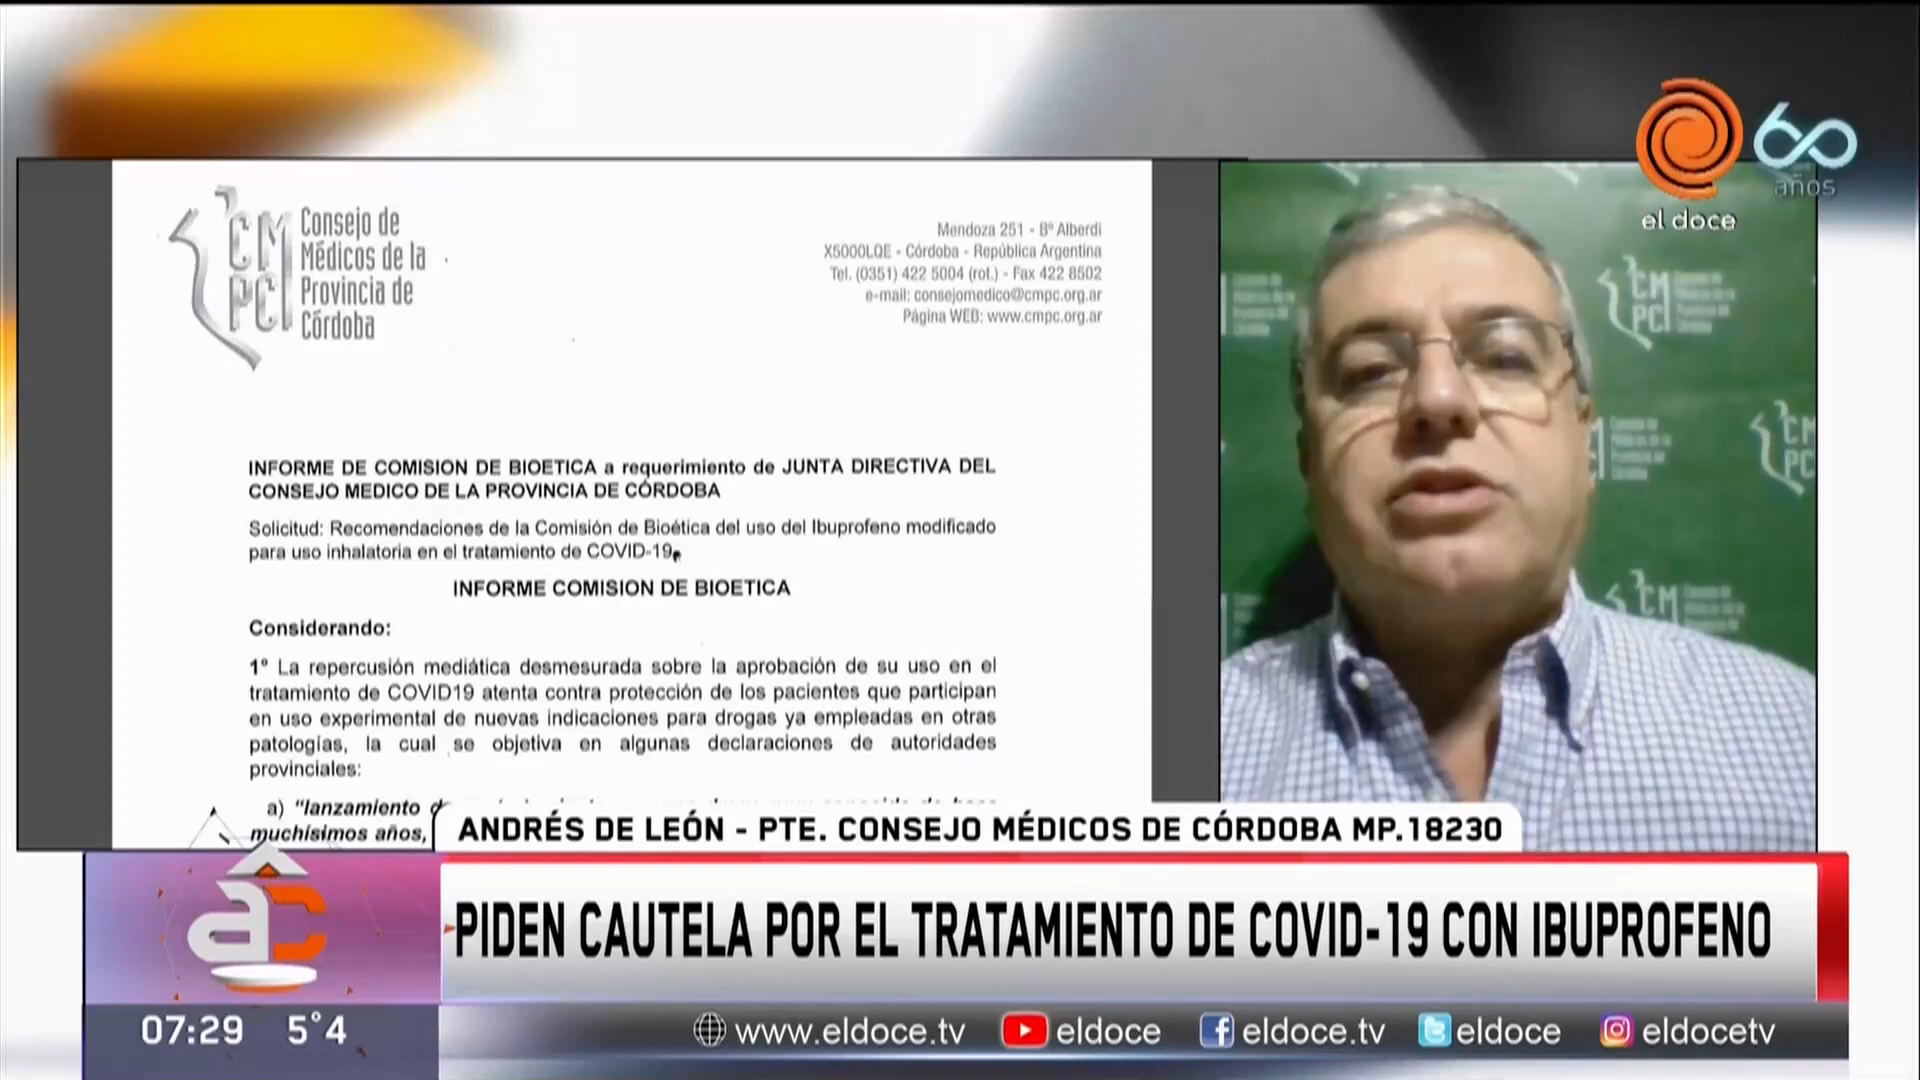 60
años
el doce
CM
PC
Consejo de
Médicos de la
Provincia de
Córdoba
Mendoza 251 - Bº Alberdi
X5000LQE - Córdoba - República Argentina
Tel. (0351) 422 5004 (rot.) - Fax 422 8502
e-mail: consejomedico@cmpc.org.ar
Página WEB: www.cmpc.org.ar
INFORME DE COMISION DE BIOETICA a requerimiento de JUNTA DIRECTIVA DEL
CONSEJO MEDICO DE LA PROVINCIA DE CÓRDOBA
Solicitud: Recomendaciones de la Comisión de Bioética del uso del Ibuprofeno modificado
para uso inhalatoria en el tratamiento de COVID-19,
INFORME COMISION DE BIOETICA
Considerando:
1º La repercusión mediática desmesurada sobre la aprobación de su uso en el
tratamiento de COVID19 atenta contra protección de los pacientes que participan
en uso experimental de nuevas indicaciones para drogas ya empleadas en otras
patologías, la cual se objetiva en algunas declaraciones de autoridades
provinciales:
a) "lanzamiento
muchísimos años,
CM
PC
ANDRÉS DE LEÓN - PTE. CONSEJO MÉDICOS DE CÓRDOBA MP.18230
PIDEN CAUTELA POR EL TRATAMIENTO DE COVID-19 CON IBUPROFENO
07:29 5°4
www.eldoce.tv eldoce eldoce.tv eldoce eldocetv